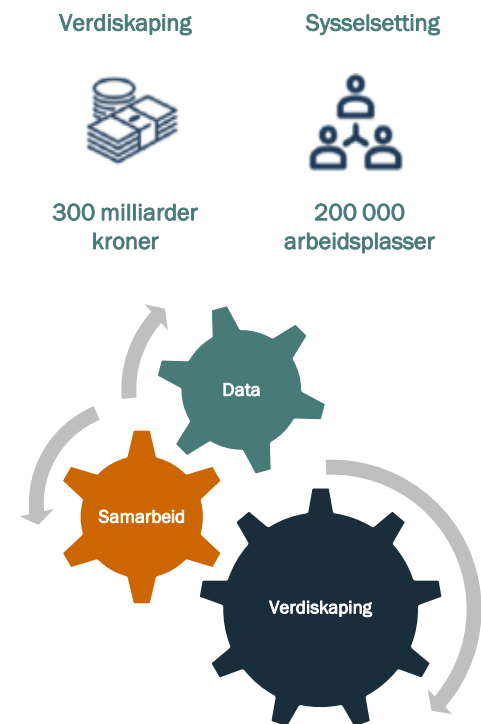 Verdiskaping
Sysselsetting
300 milliarder
kroner
200 000
arbeidsplasser
Data
Samarbeid
Verdiskaping